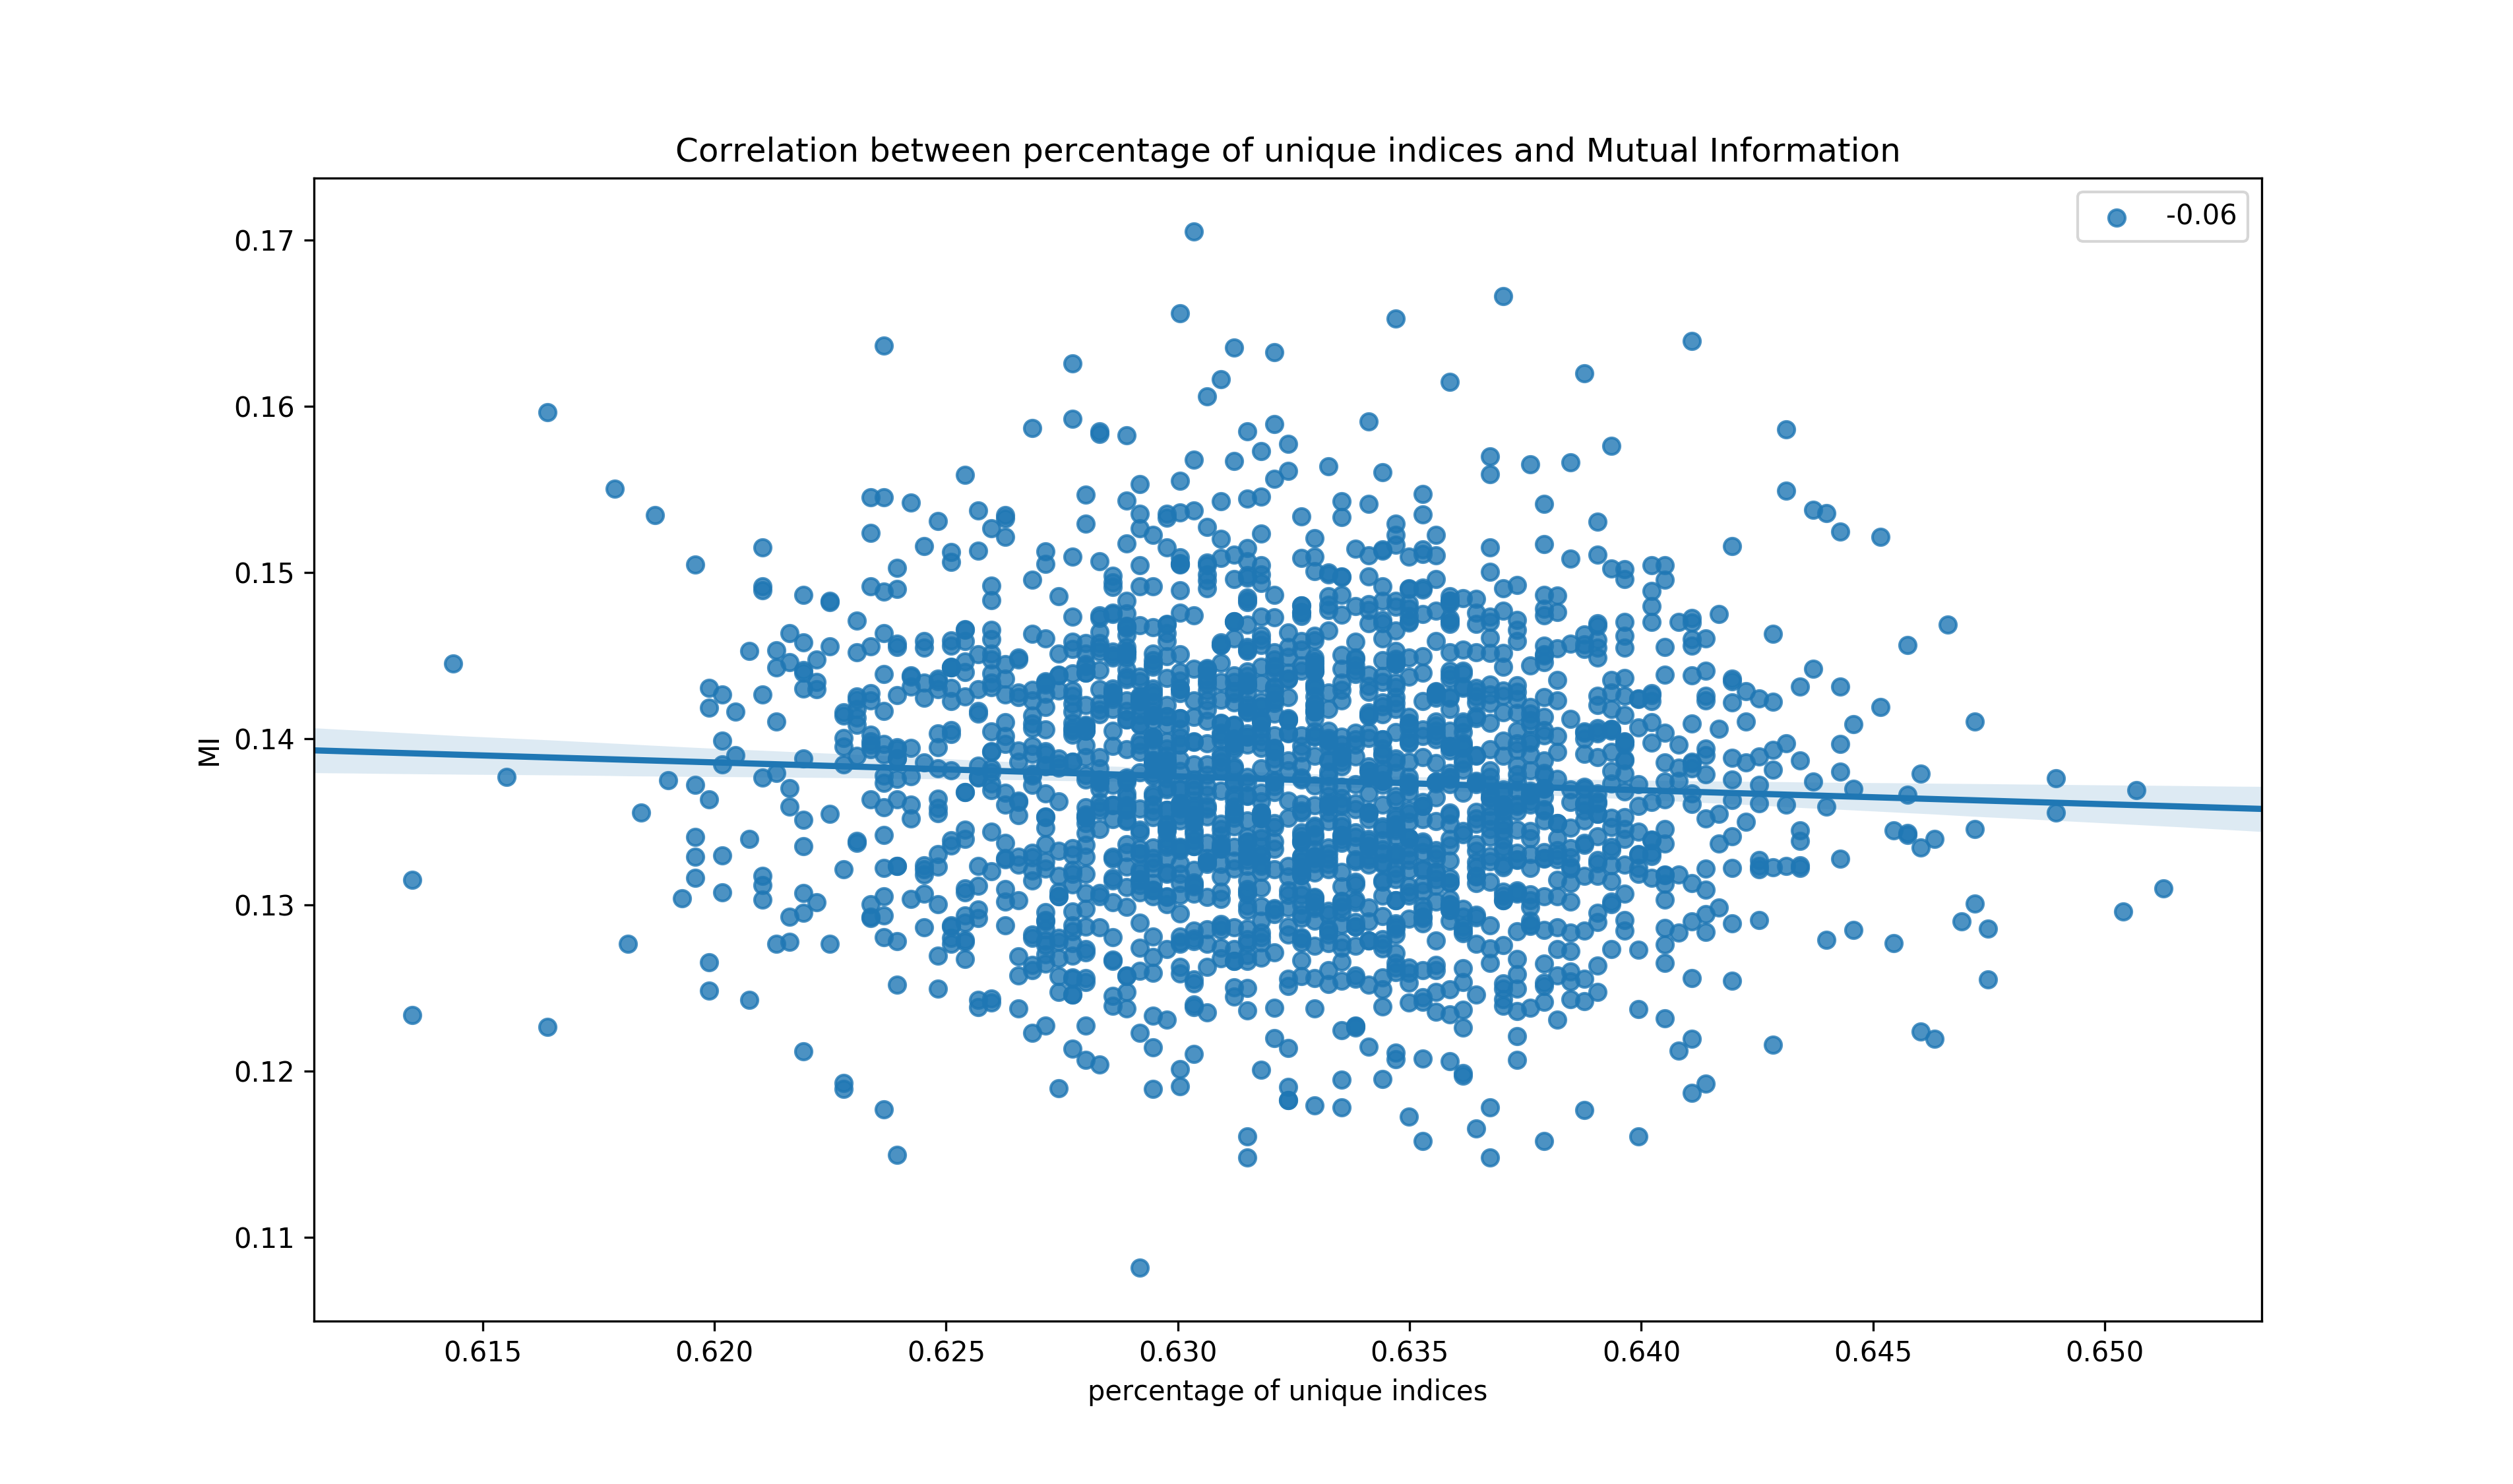 Correlation between percentage of unique indices and Mutual Information
-0.06
0.17
0.16
0.15
0.14
0.13
0.12
0.11
MI
0.615 0.620 0.625 0.630 0.635 0.640 0.645 0.650
percentage of unique indices